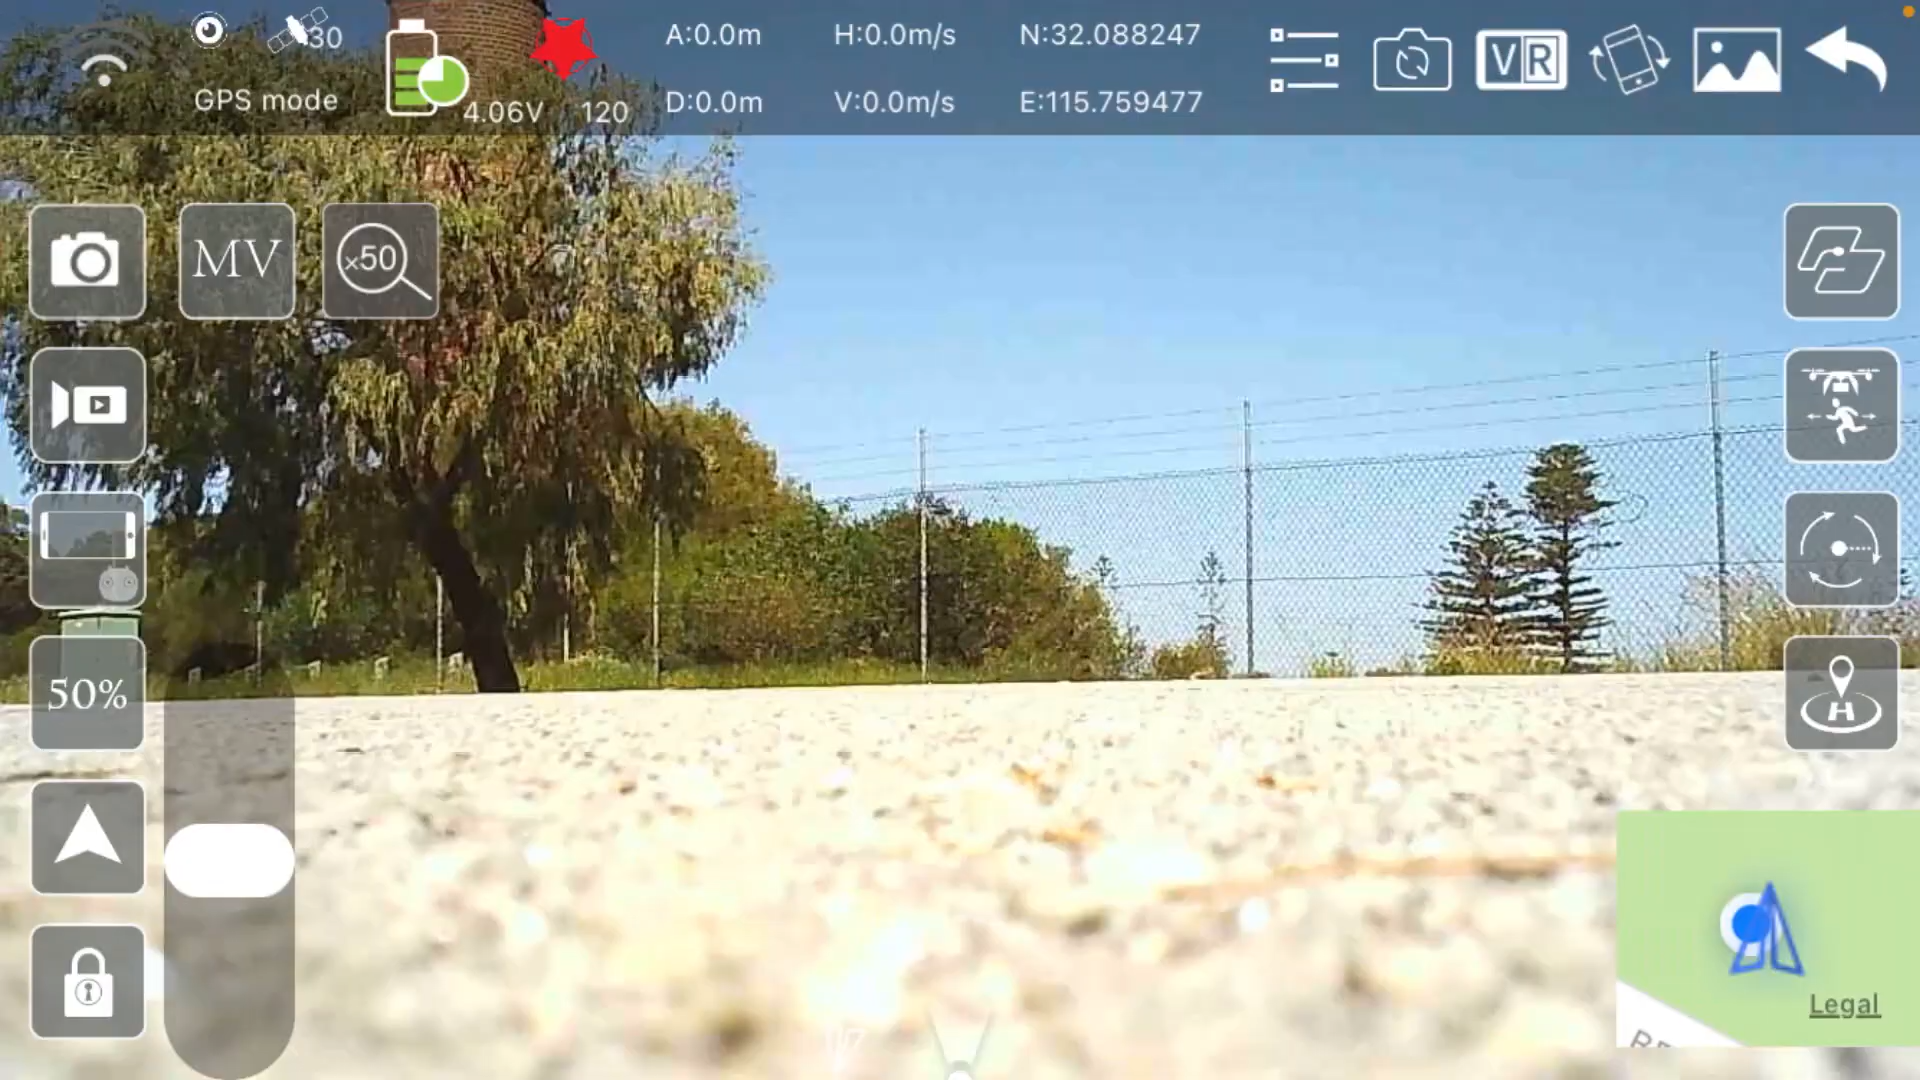 30
GPS mode
4.06V
120
A:0.0m
H:0.0m/s
N:32.088247
D:0.0m
V:0.0m/s
E:115.759477
VR
MV
×50
50%
H
Legal